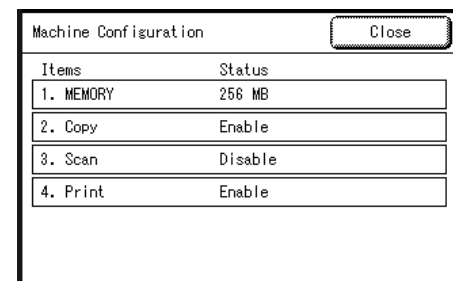 Machine Configuration Close
Items Status
1. MEMORY 256 MB
2. Copy Enable
3. Scan Disable
4. Print Enable